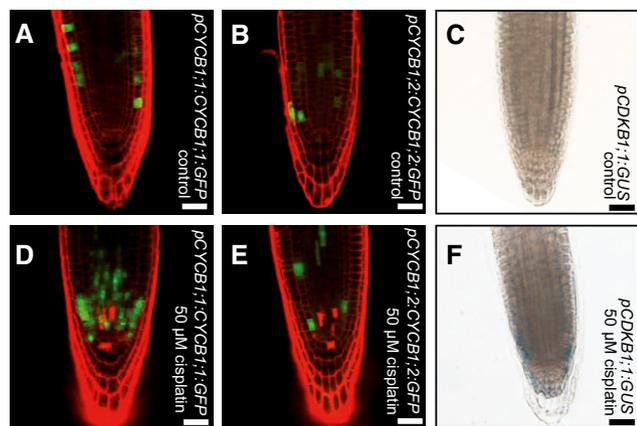 A
pCYCB1;1:CYCB1;1:GFP
control
B
pCYCB1;2:CYCB1;2:GFP
control
C
pCDKB1;1:GUS
control
D
pCYCB1;1:CYCB1;1:GFP
50 µM cisplatin
E
pCYCB1;2:CYCB1;2:GFP
50 µM cisplatin
F
pCDKB1;1:GUS
50 µM cisplatin